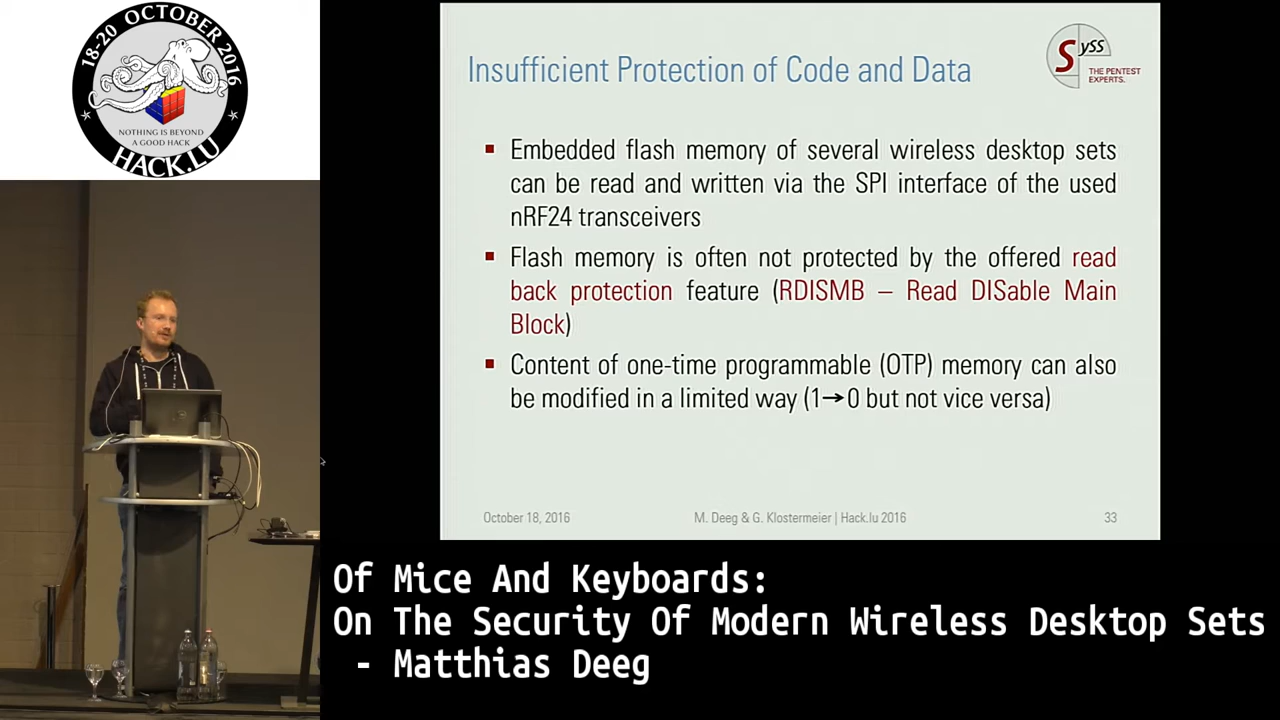 18-20 OCTOBER 2016
NOTHING IS BEYOND
A GOOD HACK
HACK.LU
Insufficient Protection of Code and Data
SySS
THE PENTEST
EXPERTS.
Embedded flash memory of several wireless desktop sets
can be read and written via the SPI interface of the used
nRF24 transceivers
Flash memory is often not protected by the offered read
back protection feature (RDISMB – Read DISable Main
Block)
Content of one-time programmable (OTP) memory can also
be modified in a limited way (1→0 but not vice versa)
October 18, 2016
M. Deeg & G. Klostermeier | Hack.lu 2016
33
Of Mice And Keyboards:
On The Security Of Modern Wireless Desktop Sets
- Matthias Deeg